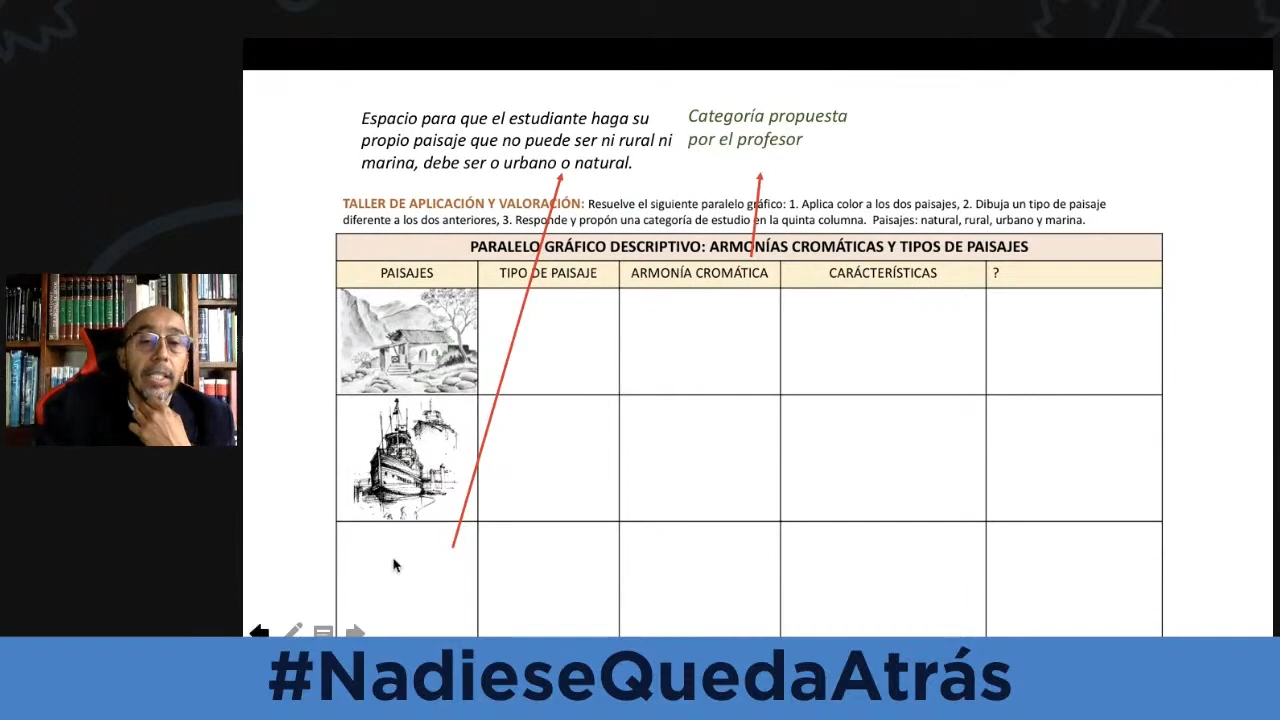 Espacio para que el estudiante haga su
propio paisaje que no puede ser ni rural ni
marina, debe ser o urbano o natural.
Categoría propuesta
por el profesor
TALLER DE APLICACIÓN Y VALORACIÓN: Resuelve el siguiente paralelo gráfico: 1. Aplica color a los dos paisajes, 2. Dibuja un tipo de paisaje
diferente a los dos anteriores, 3. Responde y propón una categoría de estudio en la quinta columna. Paisajes: natural, rural, urbano y marina.
PARALELO GRÁFICO DESCRIPTIVO: ARMONÍAS CROMÁTICAS Y TIPOS DE PAISAJES
PAISAJES TIPO DE PAISAJE ARMONÍA CROMÁTICA CARÁCTERÍSTICAS ?
#NadieseQuedaAtrás